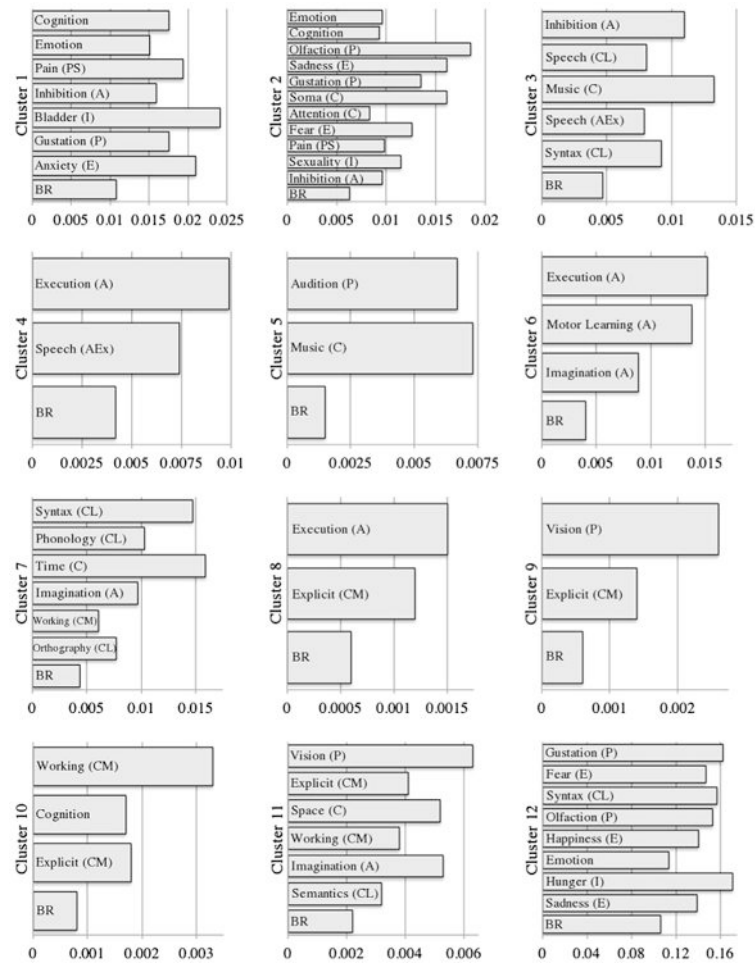 Cluster 1
Cognition
Emotion
Pain (PS)
Inhibition (A)
Bladder (I)
Gustation (P)
Anxiety (E)
BR
0 0.005 0.01 0.015 0.02 0.025
Cluster 2
Emotion
Cognition
Olfaction (P)
Sadness (E)
Gustation (P)
Soma (C)
Attention (C)
Fear (E)
Pain (PS)
Sexuality (I)
Inhibition (A)
BR
0 0.005 0.01 0.015 0.02
Cluster 3
Inhibition (A)
Speech (CL)
Music (C)
Speech (AEx)
Syntax (CL)
BR
0 0.005 0.01 0.015
Cluster 4
Execution (A)
Speech (AEx)
BR
0 0.0025 0.005 0.0075 0.01
Cluster 5
Audition (P)
Music (C)
BR
0 0.0025 0.005 0.0075
Cluster 6
Execution (A)
Motor Learning (A)
Imagination (A)
BR
0 0.005 0.01 0.015
Cluster 7
Syntax (CL)
Phonology (CL)
Time (C)
Imagination (A)
Working (CM)
Orthography (CL)
BR
0 0.005 0.01 0.015
Cluster 8
Execution (A)
Explicit (CM)
BR
0 0.0005 0.001 0.0015
Cluster 9
Vision (P)
Explicit (CM)
BR
0 0.001 0.002
Cluster 10
Working (CM)
Cognition
Explicit (CM)
BR
0 0.001 0.002 0.003
Cluster 11
Vision (P)
Explicit (CM)
Space (C)
Working (CM)
Imagination (A)
Semantics (CL)
BR
0 0.002 0.004 0.006
Cluster 12
Gustation (P)
Fear (E)
Syntax (CL)
Olfaction (P)
Happiness (E)
Emotion
Hunger (I)
Sadness (E)
BR
0 0.04 0.08 0.12 0.16